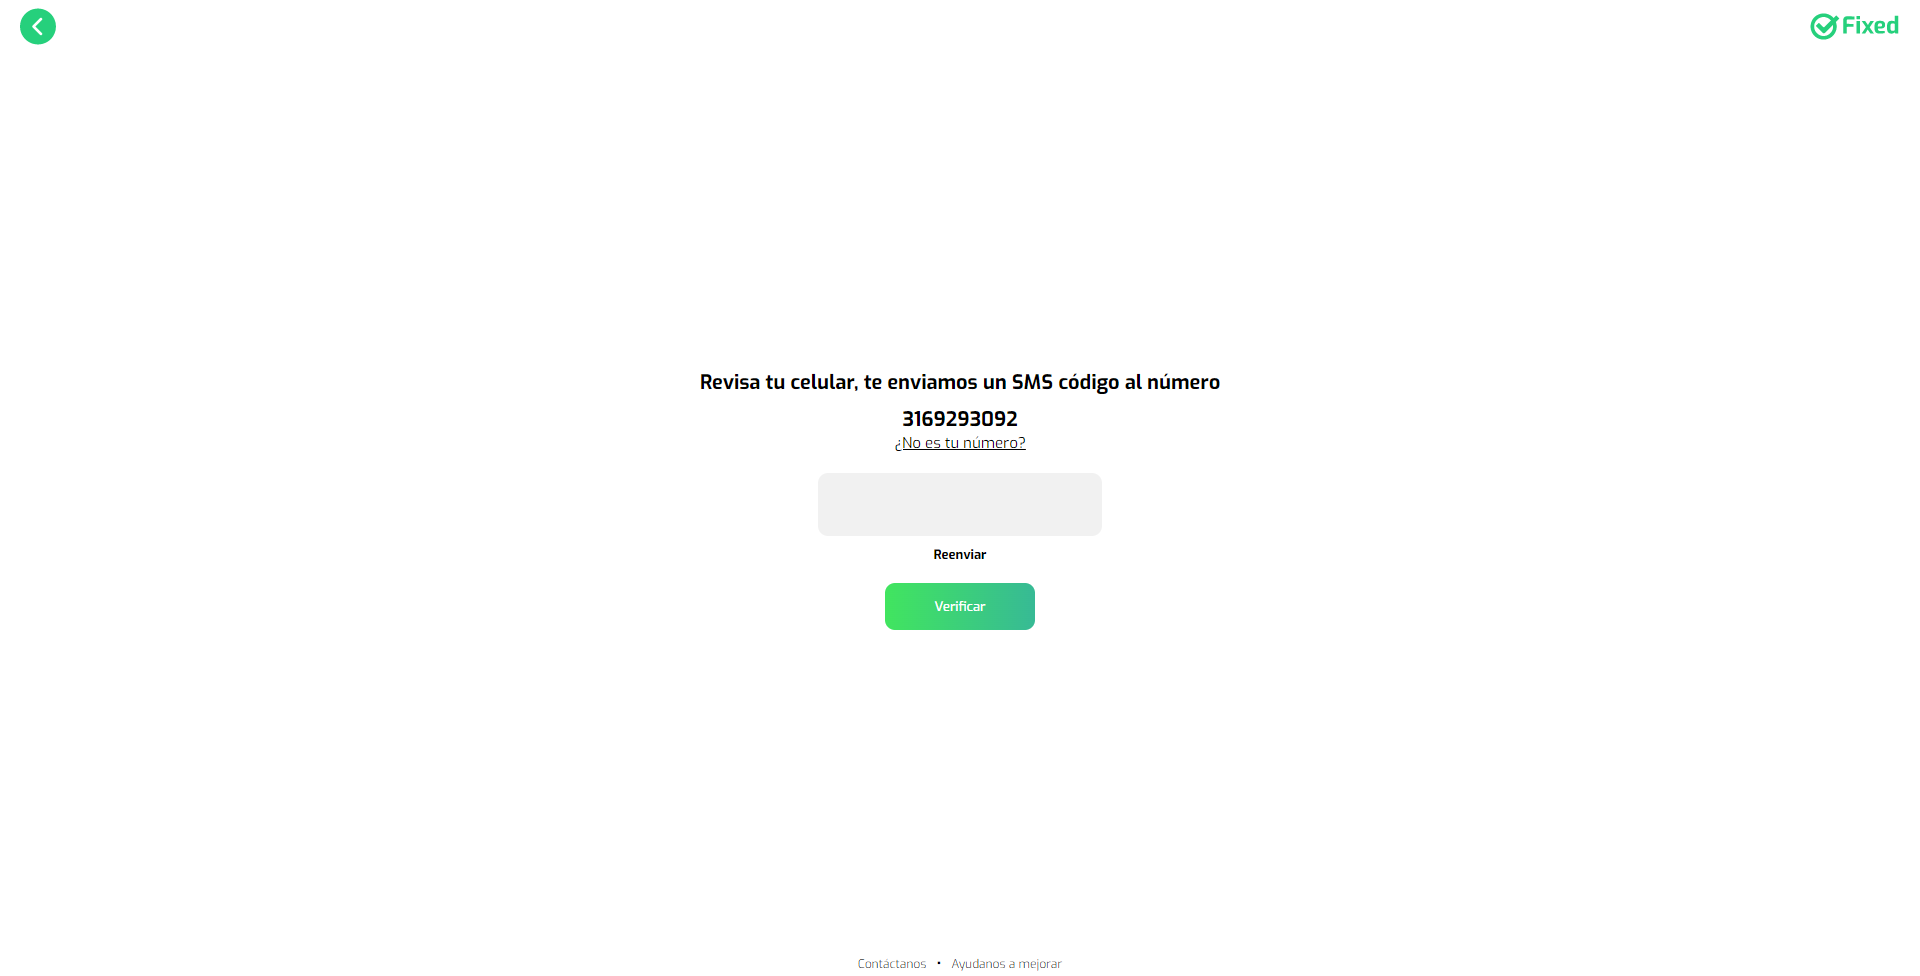 Fixed
Revisa tu celular, te enviamos un SMS código al número
3169293092
¿No es tu número?
Reenviar
Verificar
Contáctanos • Ayudanos a mejorar